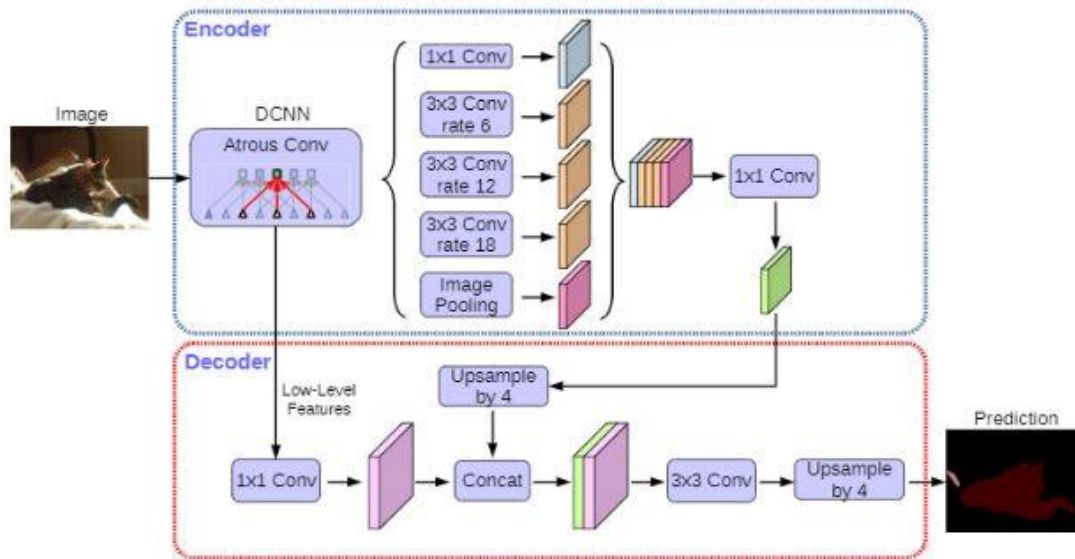 Encoder
Image
DCNN
Atrous Conv
1x1 Conv
3x3 Conv
rate 6
3x3 Conv
rate 12
3x3 Conv
rate 18
Image
Pooling
1x1 Conv
Decoder
Low-Level
Features
Upsample
by 4
1x1 Conv
Concat
3x3 Conv
Upsample
by 4
Prediction